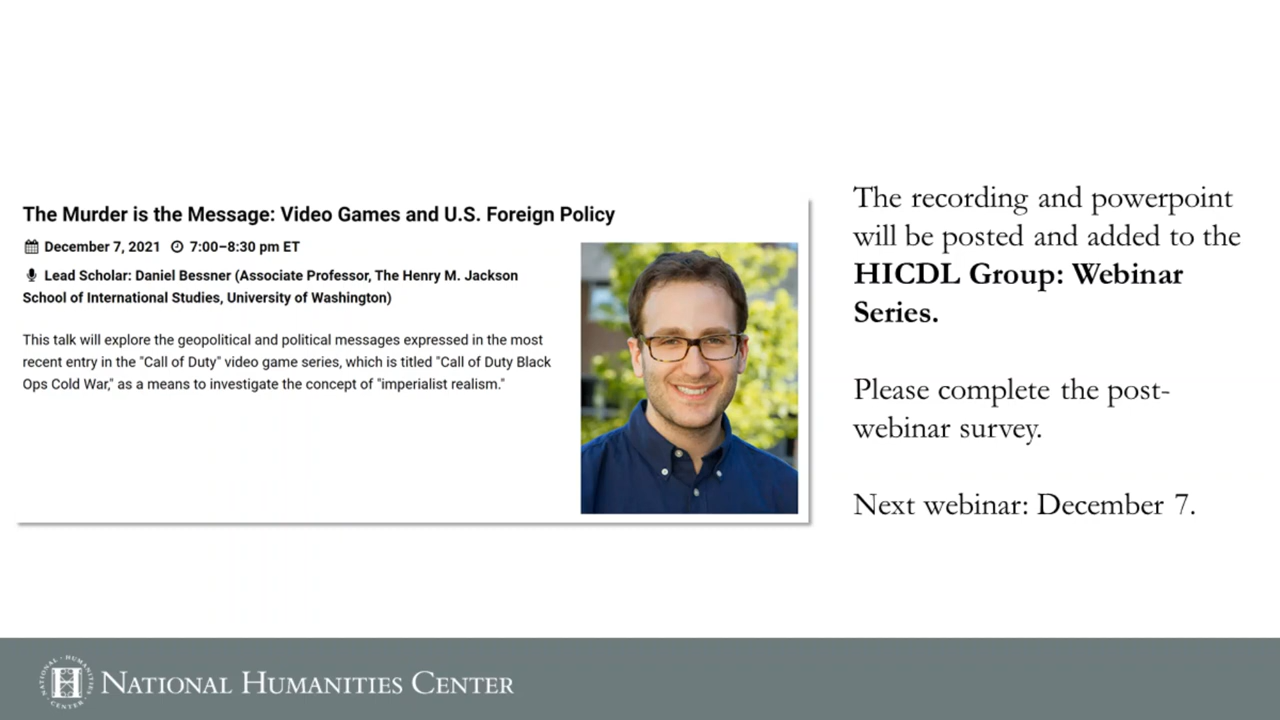 The Murder is the Message: Video Games and U.S. Foreign Policy
December 7, 2021 7:00–8:30 pm ET
Lead Scholar: Daniel Bessner (Associate Professor, The Henry M. Jackson
School of International Studies, University of Washington)
This talk will explore the geopolitical and political messages expressed in the most
recent entry in the "Call of Duty" video game series, which is titled "Call of Duty Black
Ops Cold War," as a means to investigate the concept of "imperialist realism."
The recording and powerpoint
will be posted and added to the
HICDL Group: Webinar
Series.
Please complete the post-
webinar survey.
Next webinar: December 7.
NATIONAL · HUMANITIES · CENTER ·
NATIONAL HUMANITIES CENTER